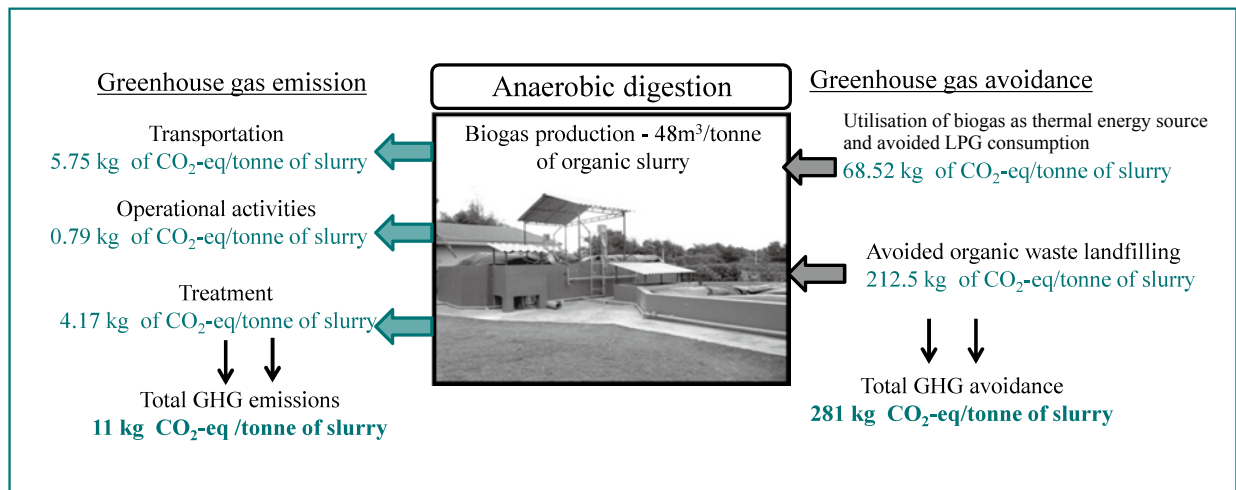 Greenhouse gas emission
Transportation
5.75 kg of CO₂-eq/tonne of slurry
Operational activities
0.79 kg of CO₂-eq/tonne of slurry
Treatment
4.17 kg of CO₂-eq/tonne of slurry
Total GHG emissions
11 kg CO₂-eq /tonne of slurry
Anaerobic digestion
Biogas production - 48m³/tonne
of organic slurry
Greenhouse gas avoidance
Utilisation of biogas as thermal energy source
and avoided LPG consumption
68.52 kg of CO₂-eq/tonne of slurry
Avoided organic waste landfilling
212.5 kg of CO₂-eq/tonne of slurry
Total GHG avoidance
281 kg CO₂-eq/tonne of slurry